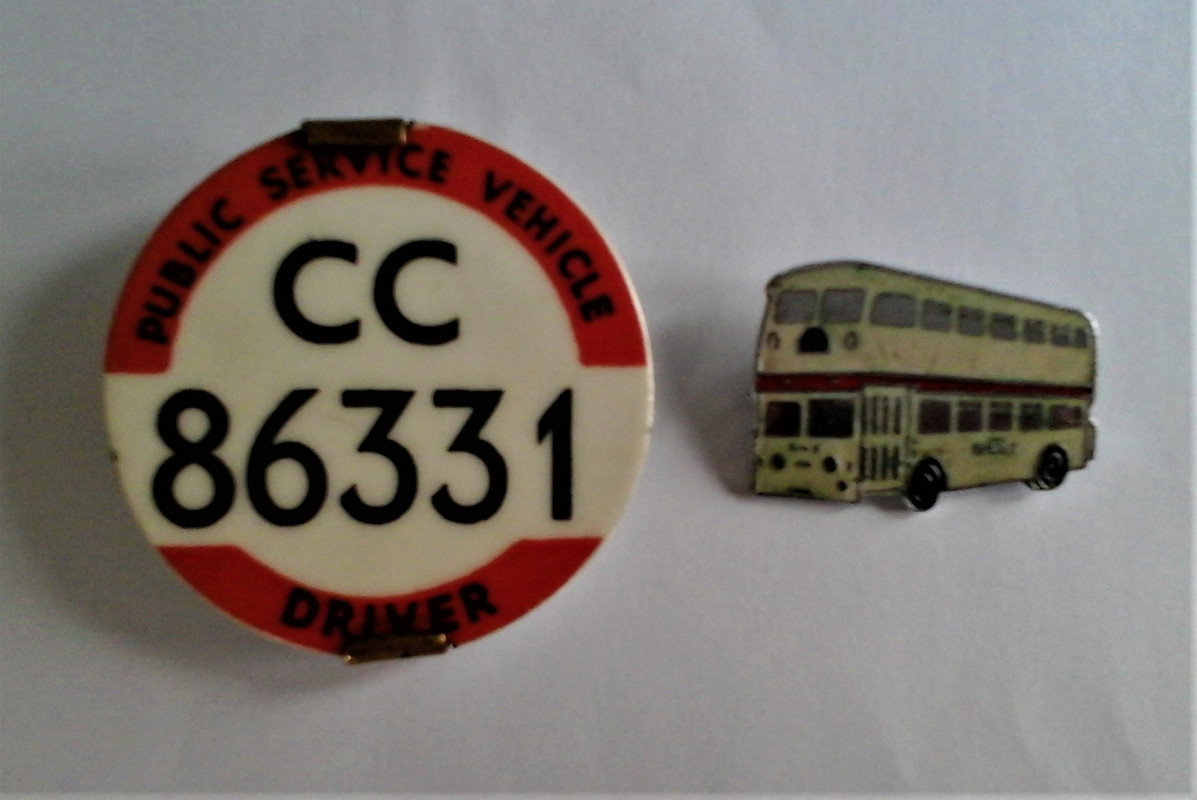 PUBLIC SERVICE VEHICLE
CC
86331
DRIVER